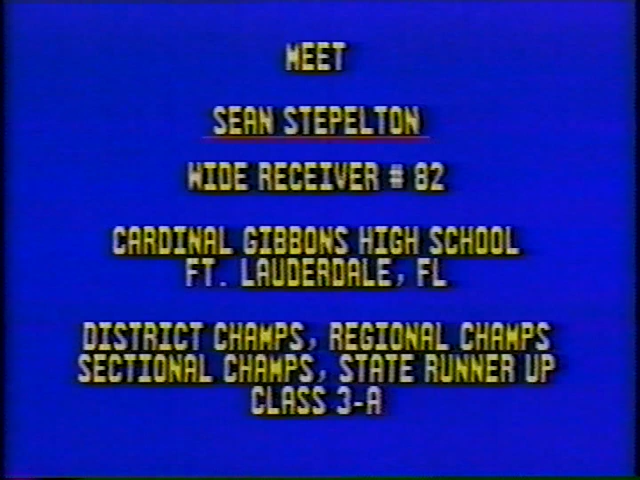 MEET
SEAN STEPELTON
WIDE RECEIVER # 82
CARDINAL GIBBONS HIGH SCHOOL
FT. LAUDERDALE, FL
DISTRICT CHAMPS, REGIONAL CHAMPS
SECTIONAL CHAMPS, STATE RUNNER UP
CLASS 3-A